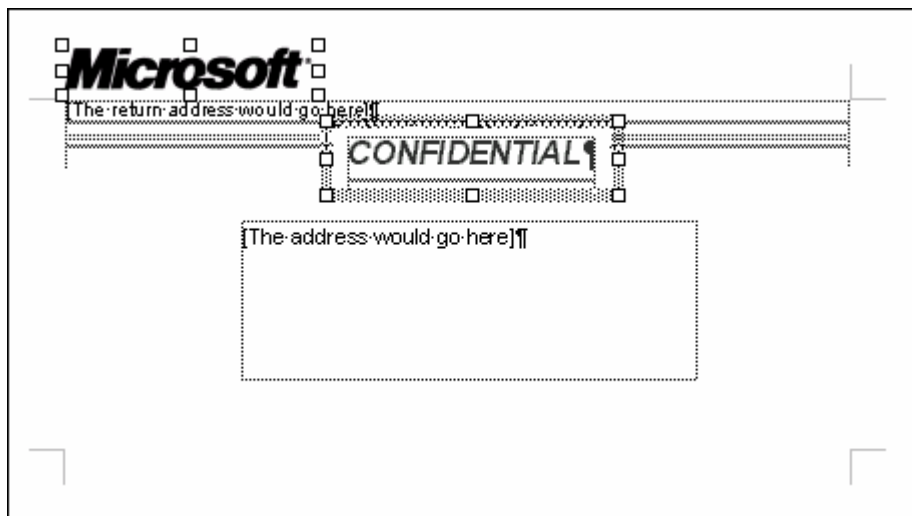 Microsoft
[The return address would go here]¶
CONFIDENTIAL¶
[The address would go here]¶